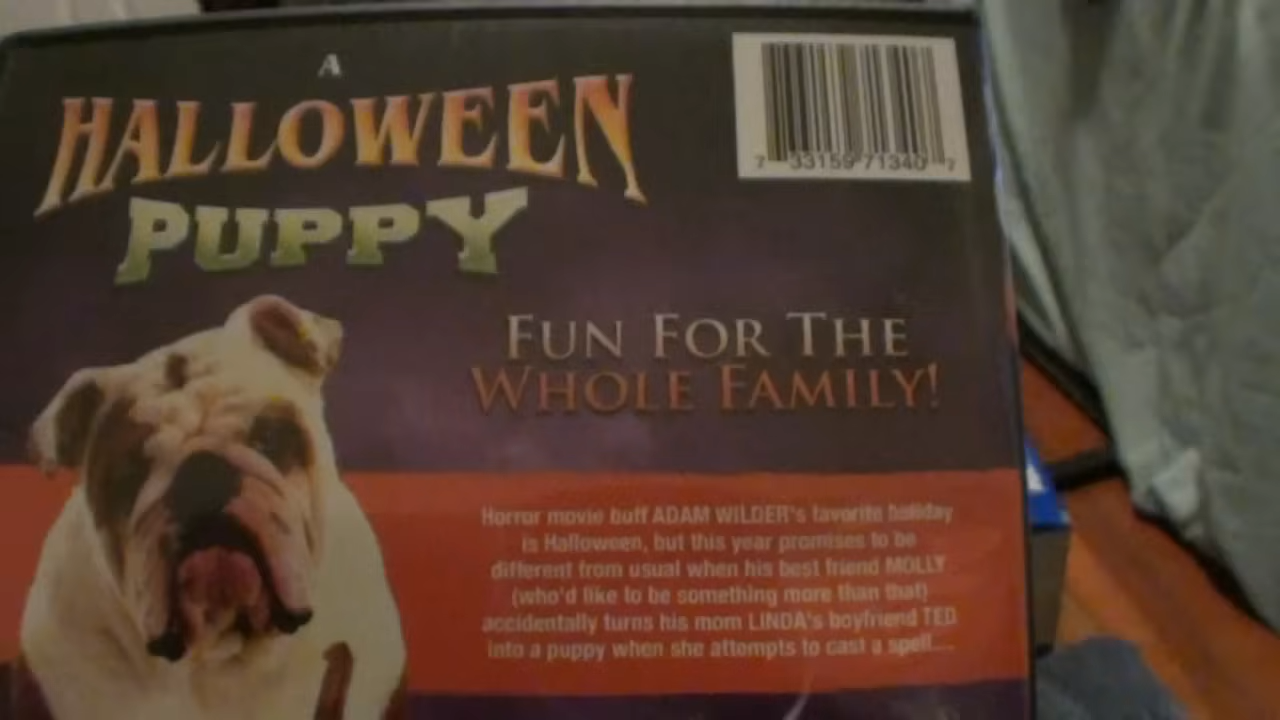 A
HALLOWEEN
PUPPY
7 33159 71340 7
FUN FOR THE
WHOLE FAMILY!
Horror movie buff ADAM WILDER's favorite holiday
is Halloween, but this year promises to be
different from usual when his best friend MOLLY
(who'd like to be something more than that)
accidentally turns his mom LINDA's boyfriend TED
into a puppy when she attempts to cast a spell....